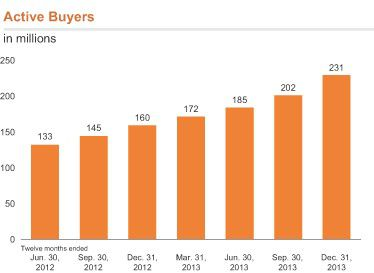 Active Buyers
in millions
250
200
150
100
50
0
133
145
160
172
185
202
231
Twelve months ended
Jun. 30,
2012
Sep. 30,
2012
Dec. 31,
2012
Mar. 31,
2013
Jun. 30,
2013
Sep. 30,
2013
Dec. 31,
2013